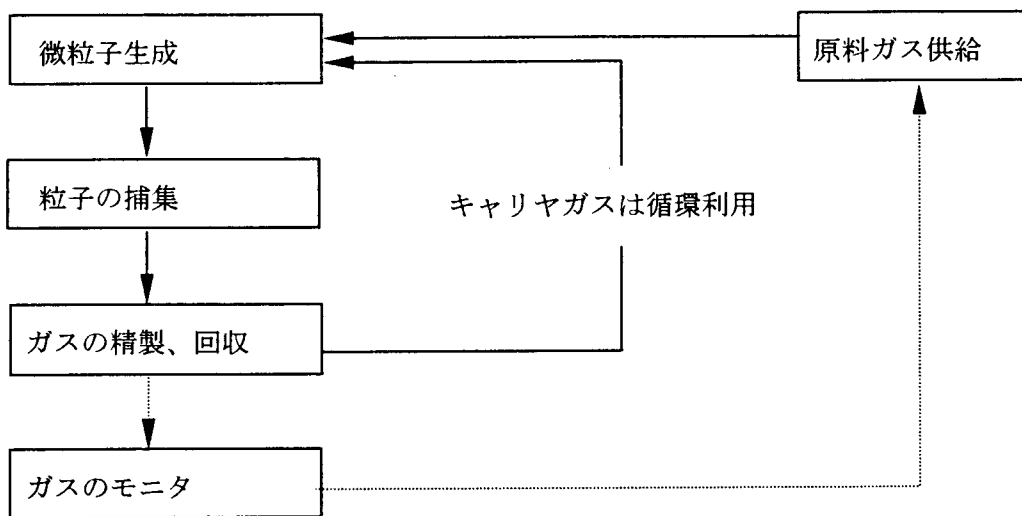 微粒子生成
原料ガス供給
粒子の捕集
キャリヤガスは循環利用
ガスの精製、回収
ガスのモニタ